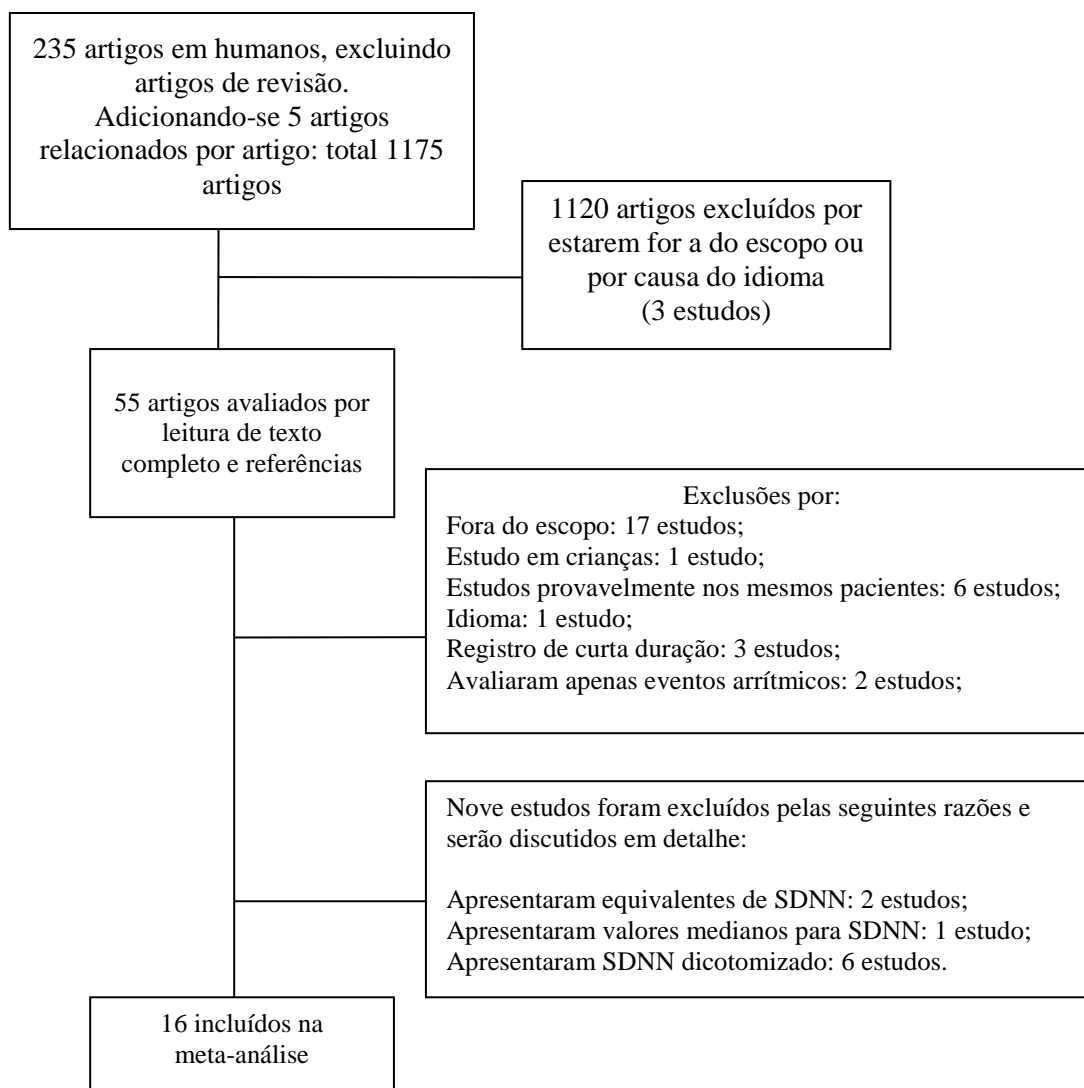 235 artigos em humanos, excluindo
artigos de revisão.
Adicionando-se 5 artigos
relacionados por artigo: total 1175
artigos
1120 artigos excluídos por
estarem for a do escopo ou
por causa do idioma
(3 estudos)
55 artigos avaliados por
leitura de texto
completo e referências
Exclusões por:
Fora do escopo: 17 estudos;
Estudo em crianças: 1 estudo;
Estudos provavelmente nos mesmos pacientes: 6 estudos;
Idioma: 1 estudo;
Registro de curta duração: 3 estudos;
Avaliaram apenas eventos arrítmicos: 2 estudos;
Nove estudos foram excluídos pelas seguintes razões e
serão discutidos em detalhe:
Apresentaram equivalentes de SDNN: 2 estudos;
Apresentaram valores medianos para SDNN: 1 estudo;
Apresentaram SDNN dicotomizado: 6 estudos.
16 incluídos na
meta-análise